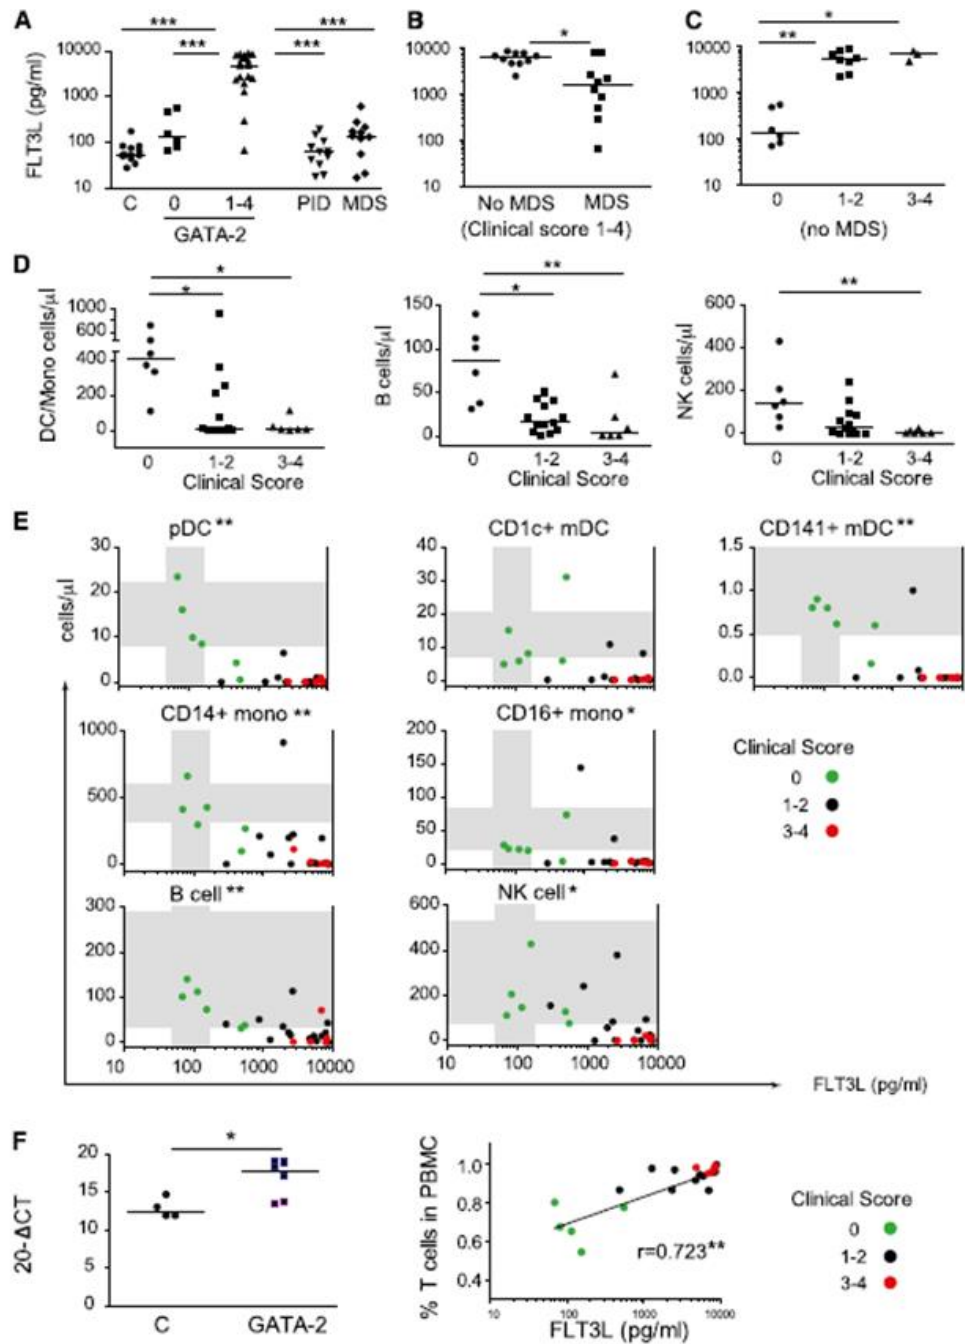 A
*** ***
*** ***
FLT3L (pg/ml)
10000
1000
100
10
C 0 1-4 PID MDS
GATA-2
B
*
10000
1000
100
10
No MDS MDS
(Clinical score 1-4)
C
*
**
10000
1000
100
10
0 1-2 3-4
(no MDS)
D
*
*
DC/Mono cells/µl
1000
600
400
200
0
0 1-2 3-4
Clinical Score
**
*
B cells/µl
150
100
50
0
0 1-2 3-4
Clinical Score
**
NK cells/µl
600
400
200
0
0 1-2 3-4
Clinical Score
E
cells/µl
pDC **
30
20
10
0
CD1c+ mDC
40
30
20
10
0
CD141+ mDC **
1.5
1.0
0.5
0.0
CD14+ mono **
1000
500
0
CD16+ mono *
200
150
100
50
0
Clinical Score
0
1-2
3-4
B cell **
300
200
100
0
10 100 1000 10000
NK cell *
600
400
200
0
10 100 1000 10000
FLT3L (pg/ml)
F
*
20-ΔCT
20
15
10
5
0
C GATA-2
% T cells in PBMC
1.0
0.8
0.6
0.4
r=0.723**
10 100 1000 10000
FLT3L (pg/ml)
Clinical Score
0
1-2
3-4